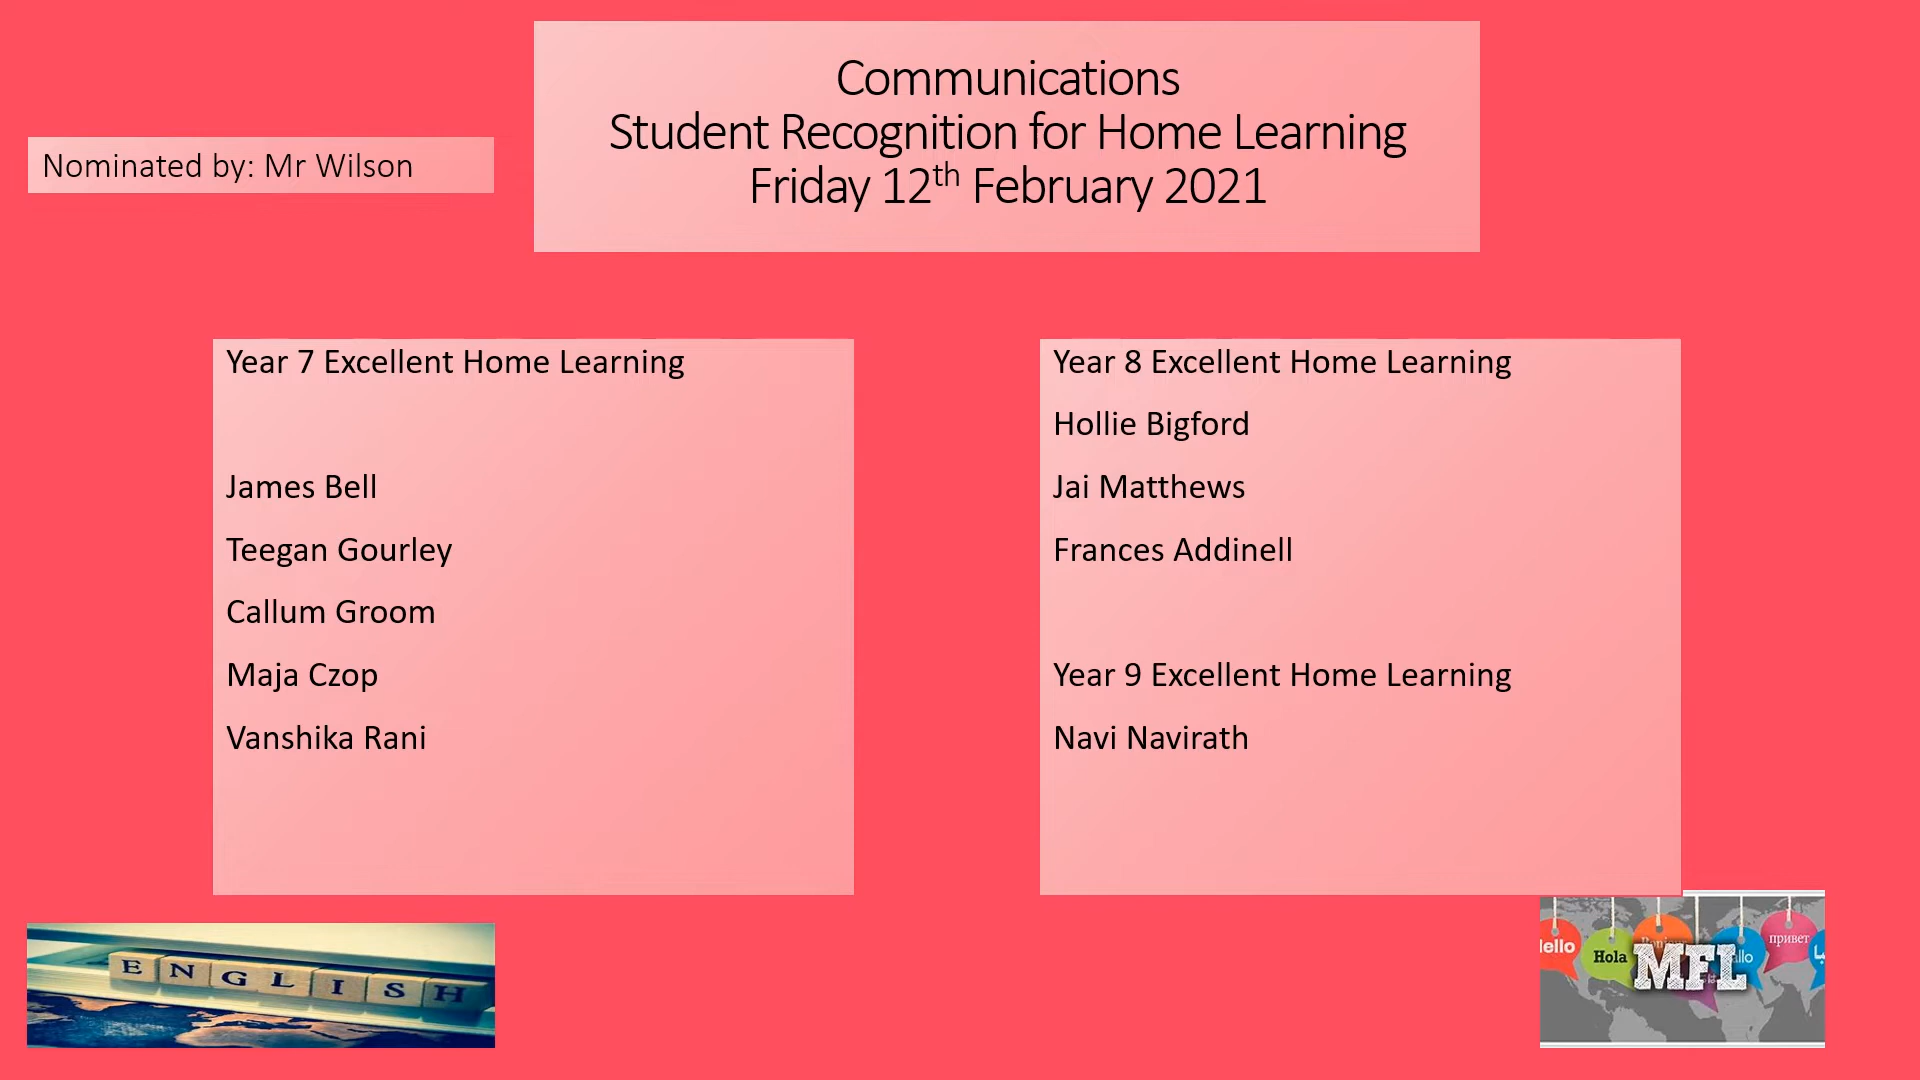 Communications
Student Recognition for Home Learning
Friday 12th February 2021
Nominated by: Mr Wilson
Year 7 Excellent Home Learning
James Bell
Teegan Gourley
Callum Groom
Maja Czop
Vanshika Rani
Year 8 Excellent Home Learning
Hollie Bigford
Jai Matthews
Frances Addinell
Year 9 Excellent Home Learning
Navi Navirath
ENGLISH
Hola
MFL
привет